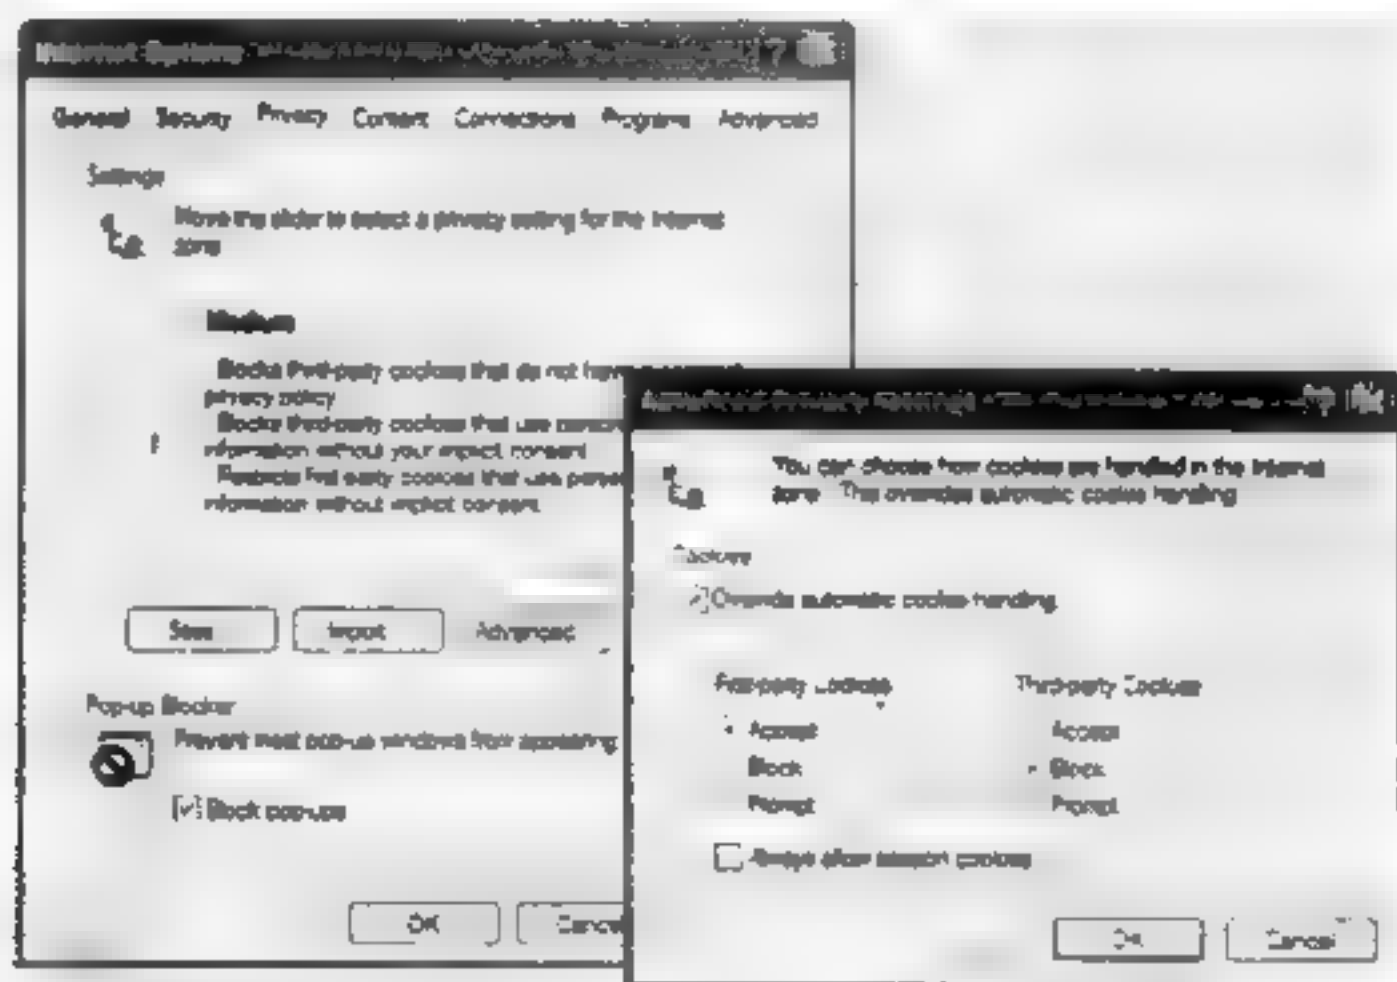 Internet Options
General Security Privacy Content Connections Programs Advanced
Settings
Move the slider to select a privacy setting for the Internet
zone
Medium
Blocks third-party cookies that do not have
privacy policy
Blocks third-party cookies that use
information without your implicit consent
Restricts first-party cookies that use
information without implicit consent
Save Import Advanced
Pop-up Blocker
Prevent most pop-up windows from appearing
Block pop-ups
OK Cancel
Advanced Privacy Settings
You can choose how cookies are handled in the Internet
zone. This overrides automatic cookie handling
Cookies
Override automatic cookie handling
First-party Cookies Third-party Cookies
Accept Accept
Block Block
Prompt Prompt
Always allow session cookies
OK Cancel